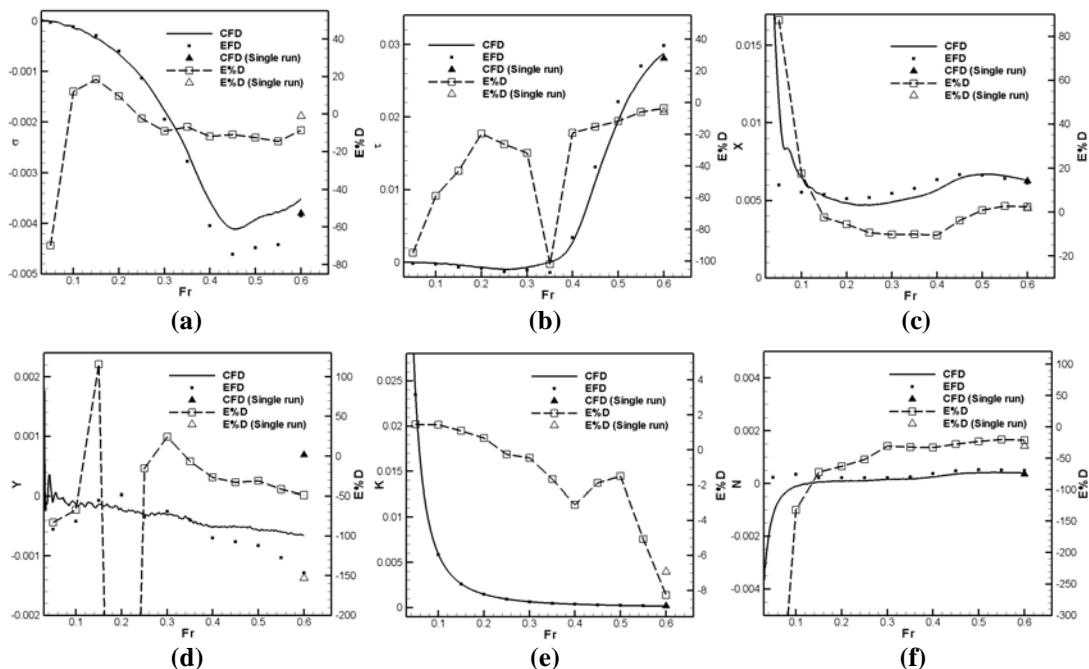 0
-0.001
-0.002
-0.003
-0.004
-0.005
σ
0.1 0.2 0.3 0.4 0.5 0.6
Fr
40
20
0
-20
-40
-60
-80
E%D
CFD
EFD
CFD (Single run)
E%D
E%D (Single run)
(a)
0.03
0.02
0.01
0
τ
0.1 0.2 0.3 0.4 0.5 0.6
Fr
40
20
0
-20
-40
-60
-80
-100
E%D
CFD
EFD
CFD (Single run)
E%D
E%D (Single run)
(b)
0.015
0.01
0.005
0
X
0.1 0.2 0.3 0.4 0.5 0.6
Fr
80
60
40
20
0
-20
E%D
CFD
EFD
CFD (Single run)
E%D
E%D (Single run)
(c)
0.002
0.001
0
-0.001
-0.002
Y
0.1 0.2 0.3 0.4 0.5 0.6
Fr
100
50
0
-50
-100
-150
-200
E%D
CFD
EFD
CFD (Single run)
E%D
E%D (Single run)
(d)
0.025
0.02
0.015
0.01
0.005
0
K
0.1 0.2 0.3 0.4 0.5 0.6
Fr
4
2
0
-2
-4
-6
-8
E%D
CFD
EFD
CFD (Single run)
E%D
E%D (Single run)
(e)
0.004
0.002
0
-0.002
-0.004
N
0.1 0.2 0.3 0.4 0.5 0.6
Fr
100
50
0
-50
-100
-150
-200
-250
-300
E%D
CFD
EFD
CFD (Single run)
E%D
E%D (Single run)
(f)